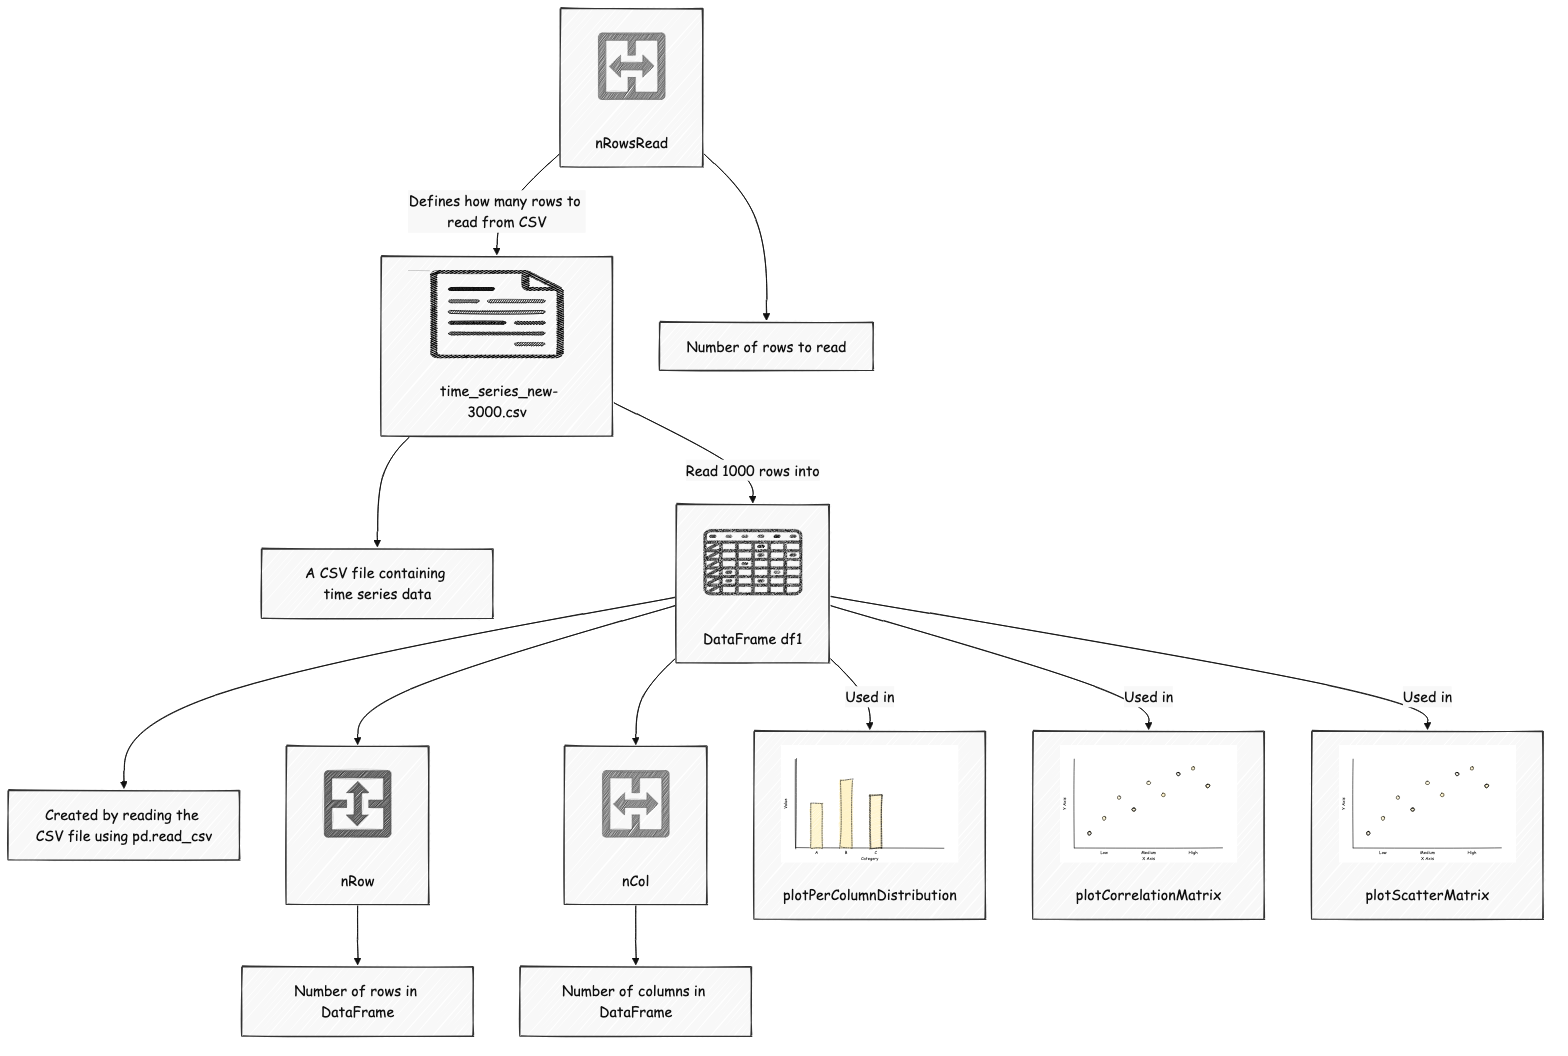 nRowsRead
Defines how many rows to
read from CSV
Number of rows to read
time_series_new-
3000.csv
Read 1000 rows into
A CSV file containing
time series data
DataFrame df1
Used in
Used in
Used in
Created by reading the
CSV file using pd.read_csv
nRow
nCol
Value
A
B
C
Category
plotPerColumnDistribution
Y Axis
Low
Medium
High
X Axis
plotCorrelationMatrix
Y Axis
Low
Medium
High
X Axis
plotScatterMatrix
Number of rows in
DataFrame
Number of columns in
DataFrame